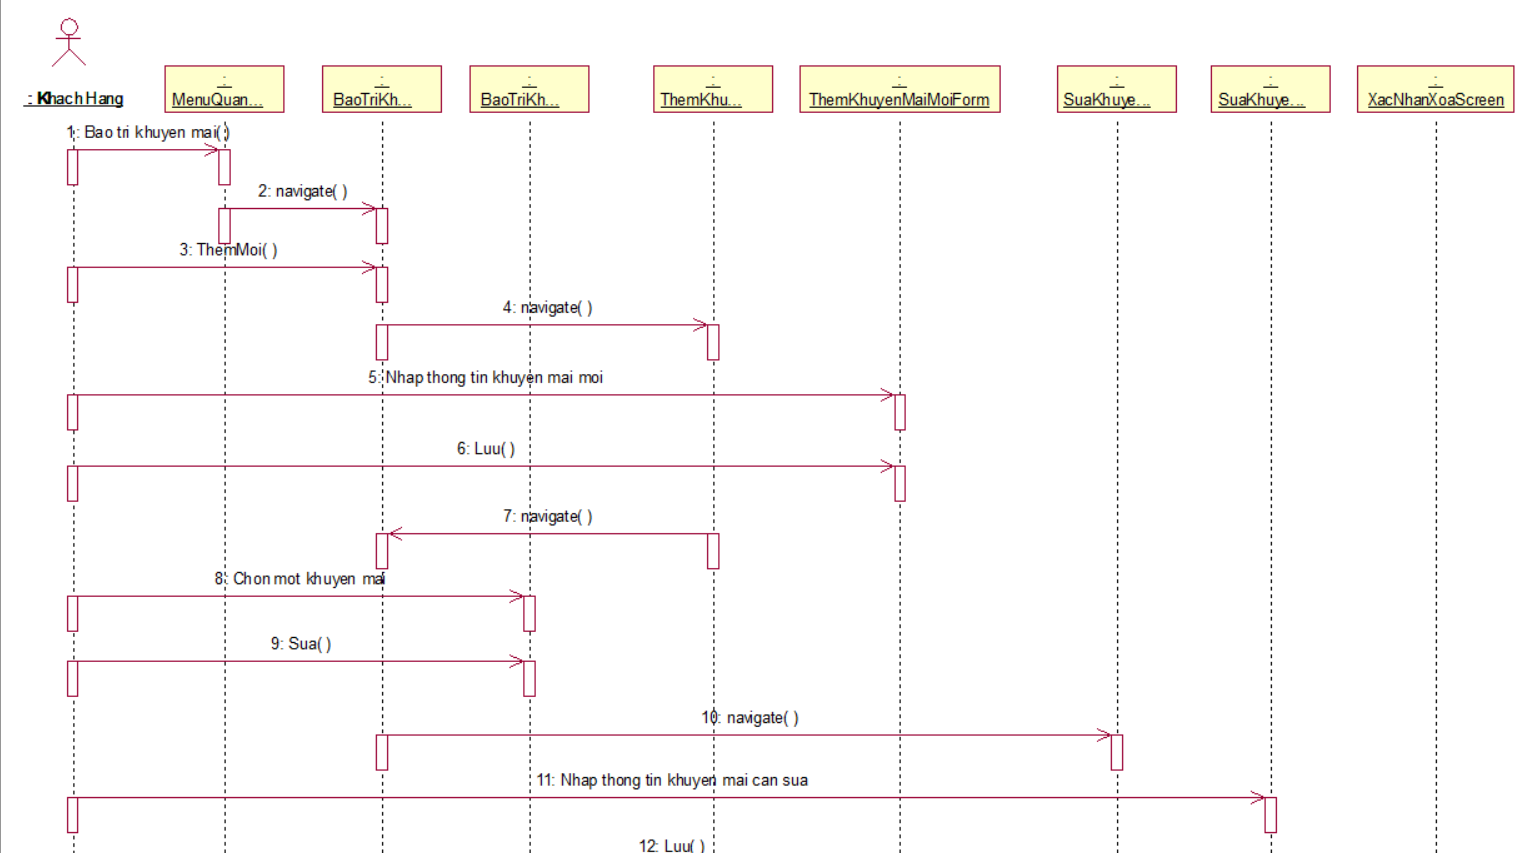 : KhachHang
:
MenuQuan...
:
BaoTriKh...
:
BaoTriKh...
:
ThemKhu...
:
ThemKhuyenMaiMoiForm
:
SuaKhuye...
:
SuaKhuye...
:
XacNhanXoaScreen
1: Bao tri khuyen mai( )
2: navigate( )
3: ThemMoi( )
4: navigate( )
5: Nhap thong tin khuyen mai moi
6: Luu( )
7: navigate( )
8: Chon mot khuyen mai
9: Sua( )
10: navigate( )
11: Nhap thong tin khuyen mai can sua
12: Luu( )